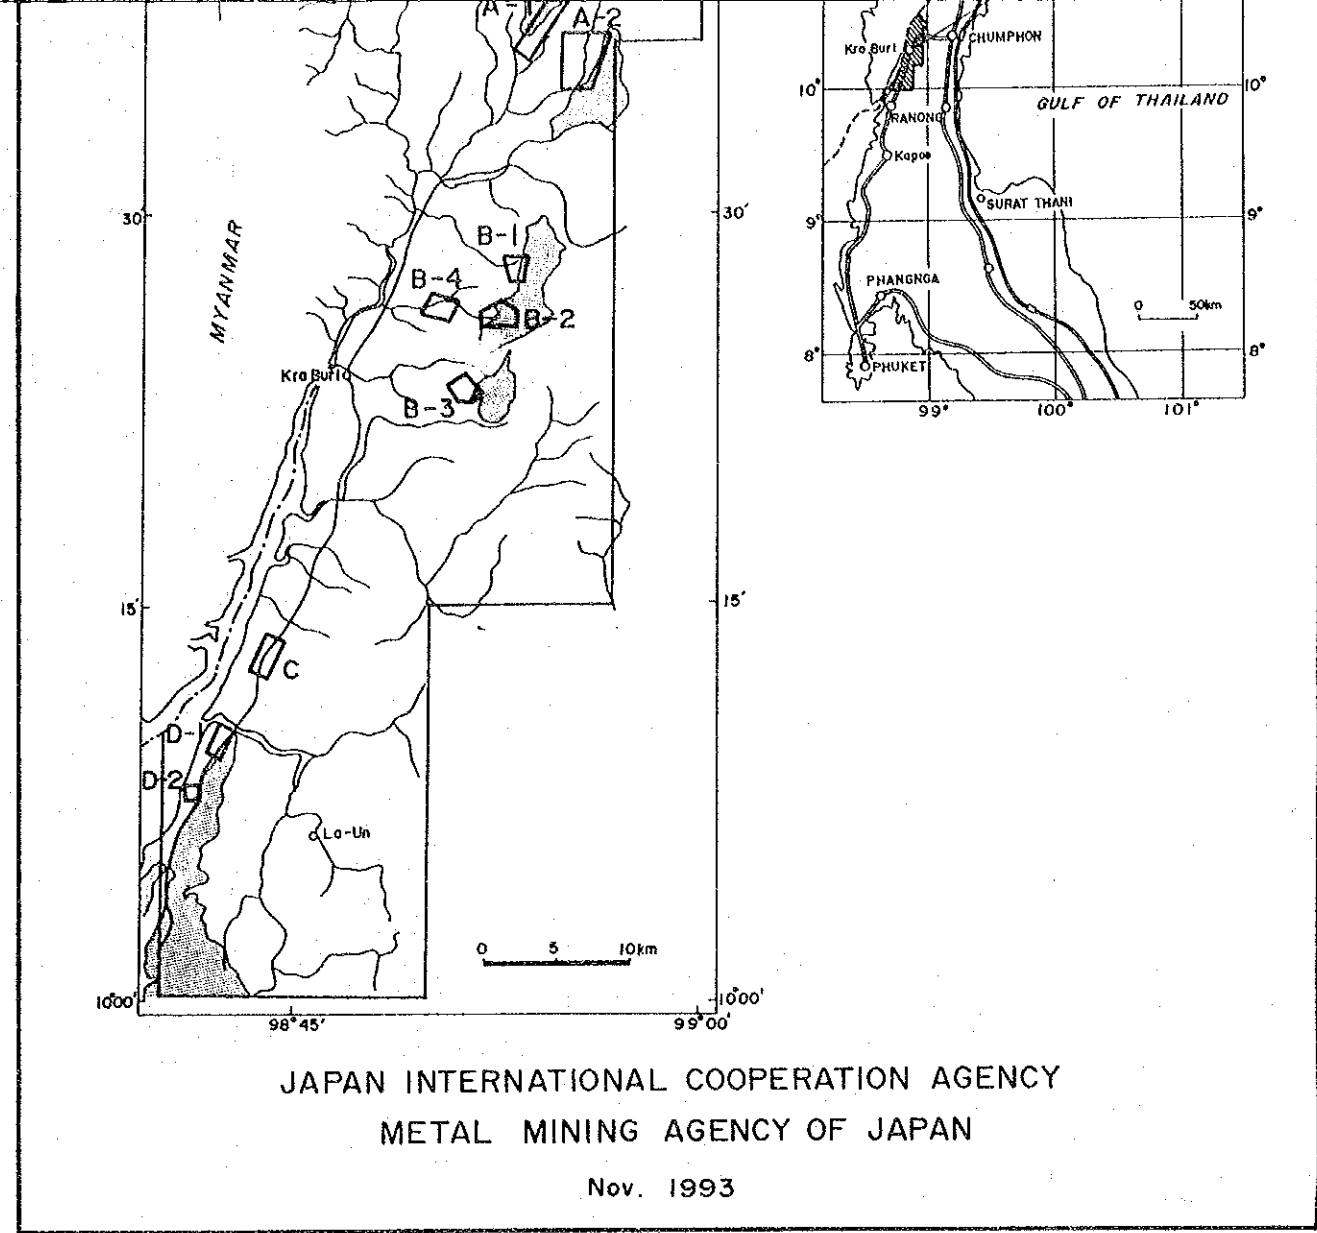 A-1
A-2
30'
30'
MYANMAR
B-1
B-4
B-2
Kra Buri
B-3
15'
15'
C
D-1
D-2
La-Un
0 5 10km
10°00'
10°00'
98°45'
99°00'
Kra Buri
CHUMPHON
10°
10°
GULF OF THAILAND
RANONG
Kapoe
SURAT THANI
9°
9°
PHANGNGA
0 50km
8°
8°
PHUKET
99°
100°
101°
JAPAN INTERNATIONAL COOPERATION AGENCY
METAL MINING AGENCY OF JAPAN
Nov. 1993